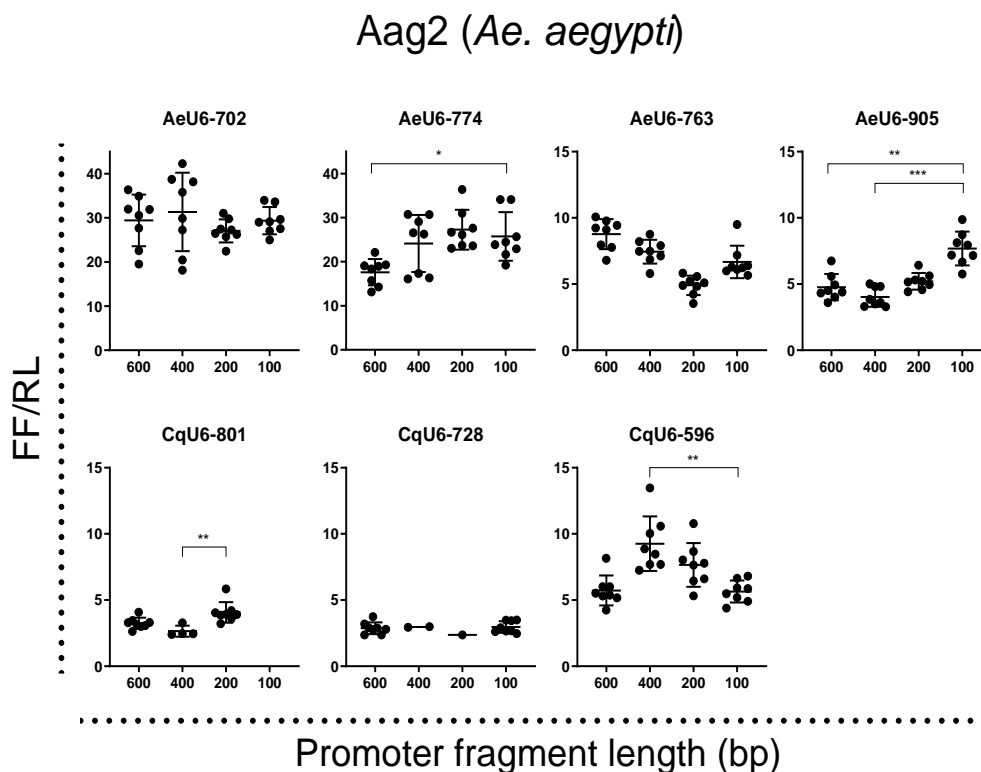 Aag2 (Ae. aegypti)
AeU6-702 AeU6-774 AeU6-763 AeU6-905
40
30
20
10
0
600 400 200 100
40
30
20
10
0
*
600 400 200 100
15
10
5
0
600 400 200 100
15
10
5
0
**
***
600 400 200 100
FF/RL
CqU6-801 CqU6-728 CqU6-596
15
10
5
0
**
600 400 200 100
15
10
5
0
600 400 200 100
15
10
5
0
**
600 400 200 100
Promoter fragment length (bp)